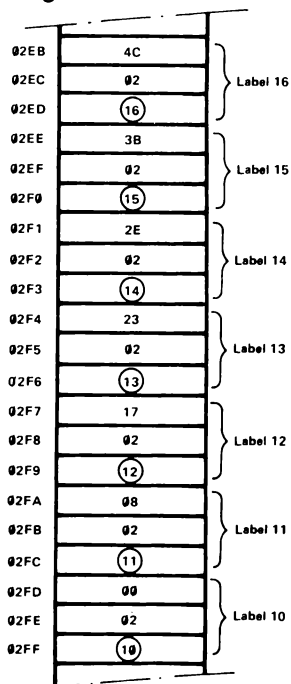 02EB 4C
02EC 02 Label 16
02ED 16
02EE 3B
02EF 02 Label 15
02F0 15
02F1 2E
02F2 02 Label 14
02F3 14
02F4 23
02F5 02 Label 13
02F6 13
02F7 17
02F8 02 Label 12
02F9 12
02FA 08
02FB 02 Label 11
02FC 11
02FD 00
02FE 02 Label 10
02FF 10